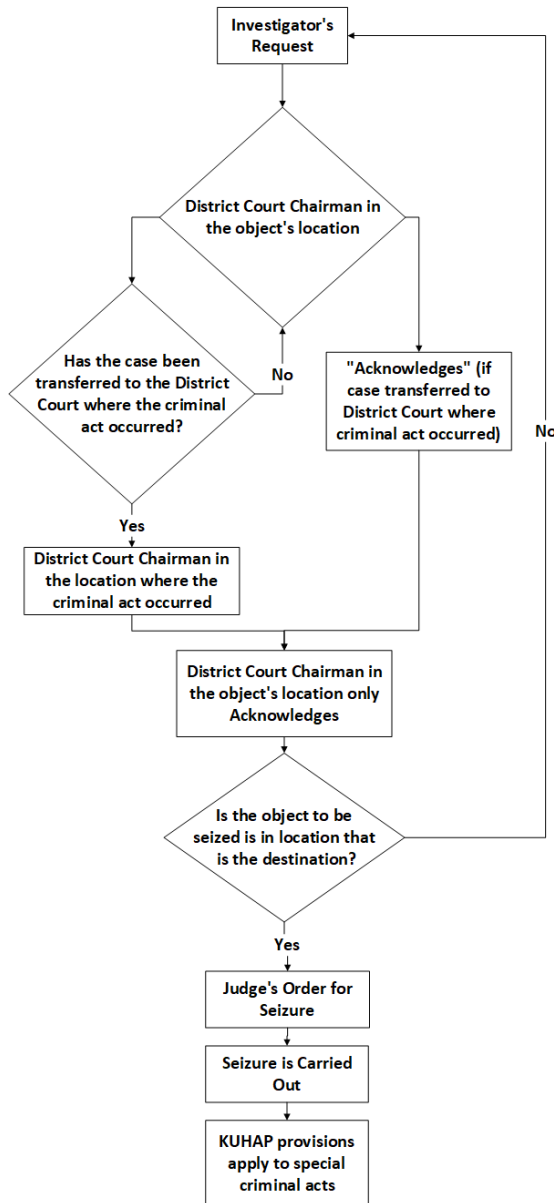 Investigator's
Request
District Court Chairman in
the object's location
Has the case been
transferred to the District
Court where the criminal
act occurred?
No
"Acknowledges" (if
case transferred to
District Court where
criminal act occurred)
No
Yes
District Court Chairman in
the location where the
criminal act occurred
District Court Chairman in
the object's location only
Acknowledges
Is the object to be
seized is in location that
is the destination?
Yes
Judge's Order for
Seizure
Seizure is Carried
Out
KUHAP provisions
apply to special
criminal acts